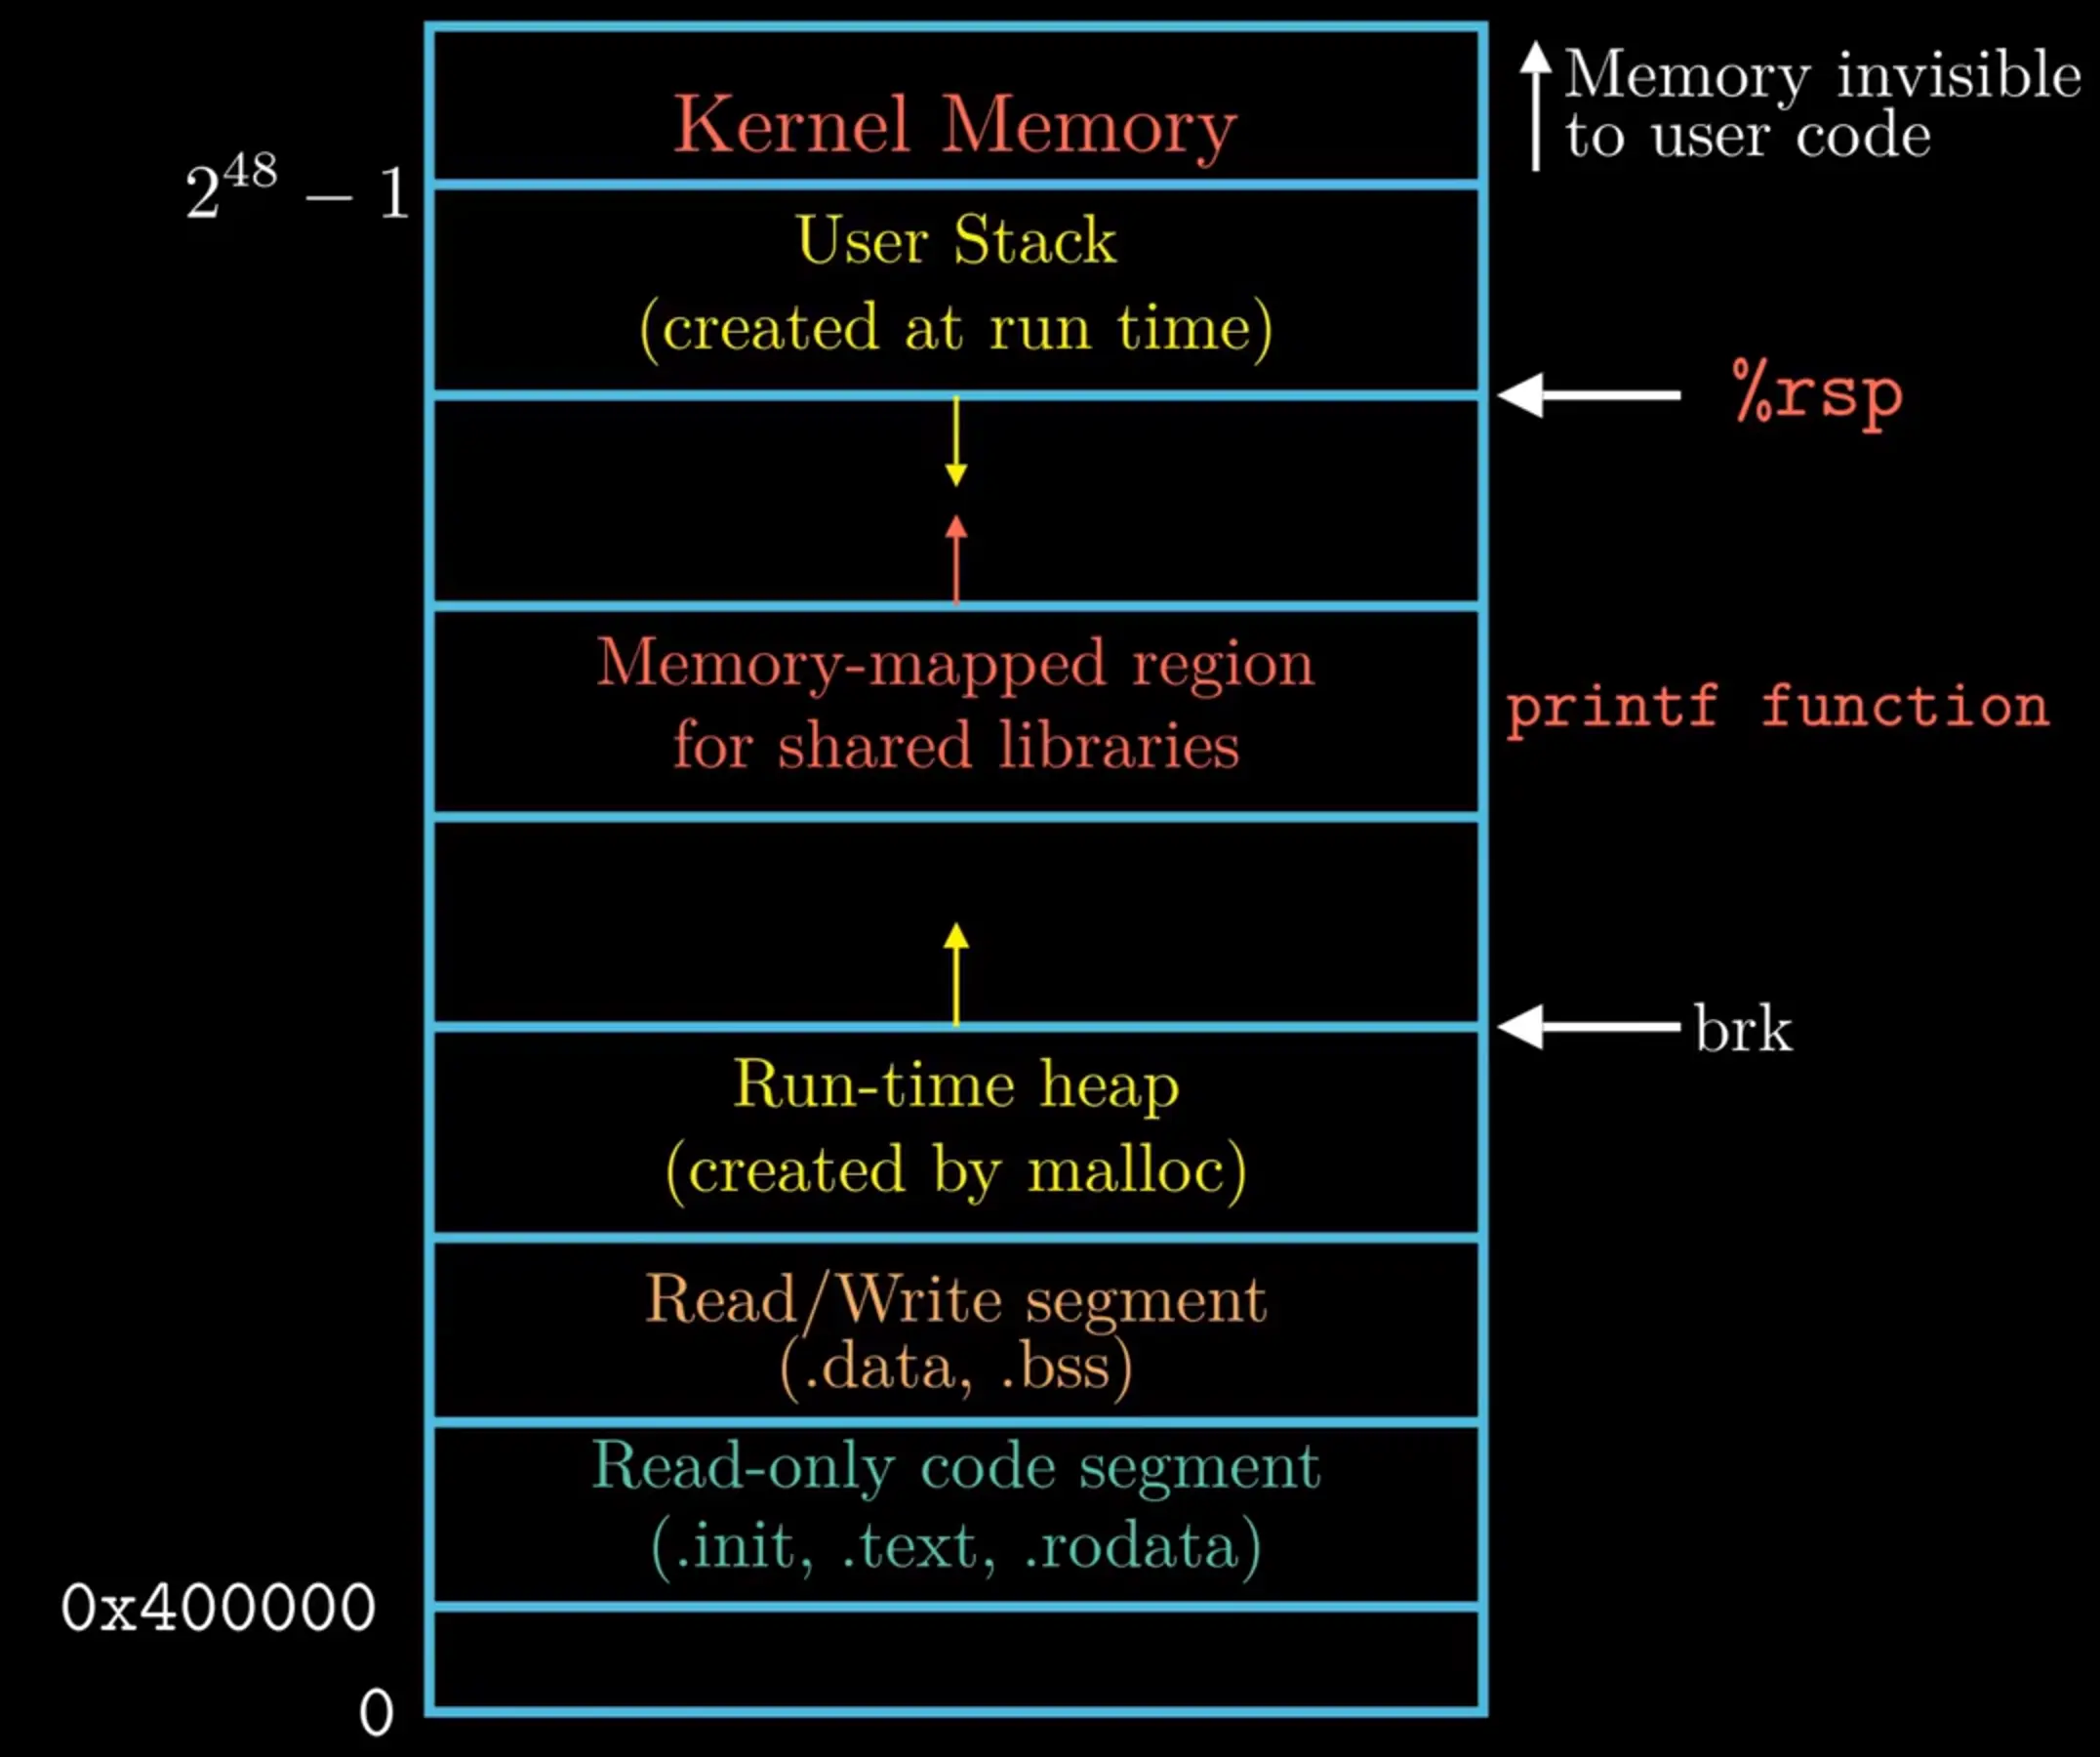 Kernel Memory
Memory invisible
to user code
2^48 − 1
User Stack
(created at run time)
%rsp
Memory-mapped region
for shared libraries
printf function
brk
Run-time heap
(created by malloc)
Read/Write segment
(.data, .bss)
Read-only code segment
(.init, .text, .rodata)
0x400000
0